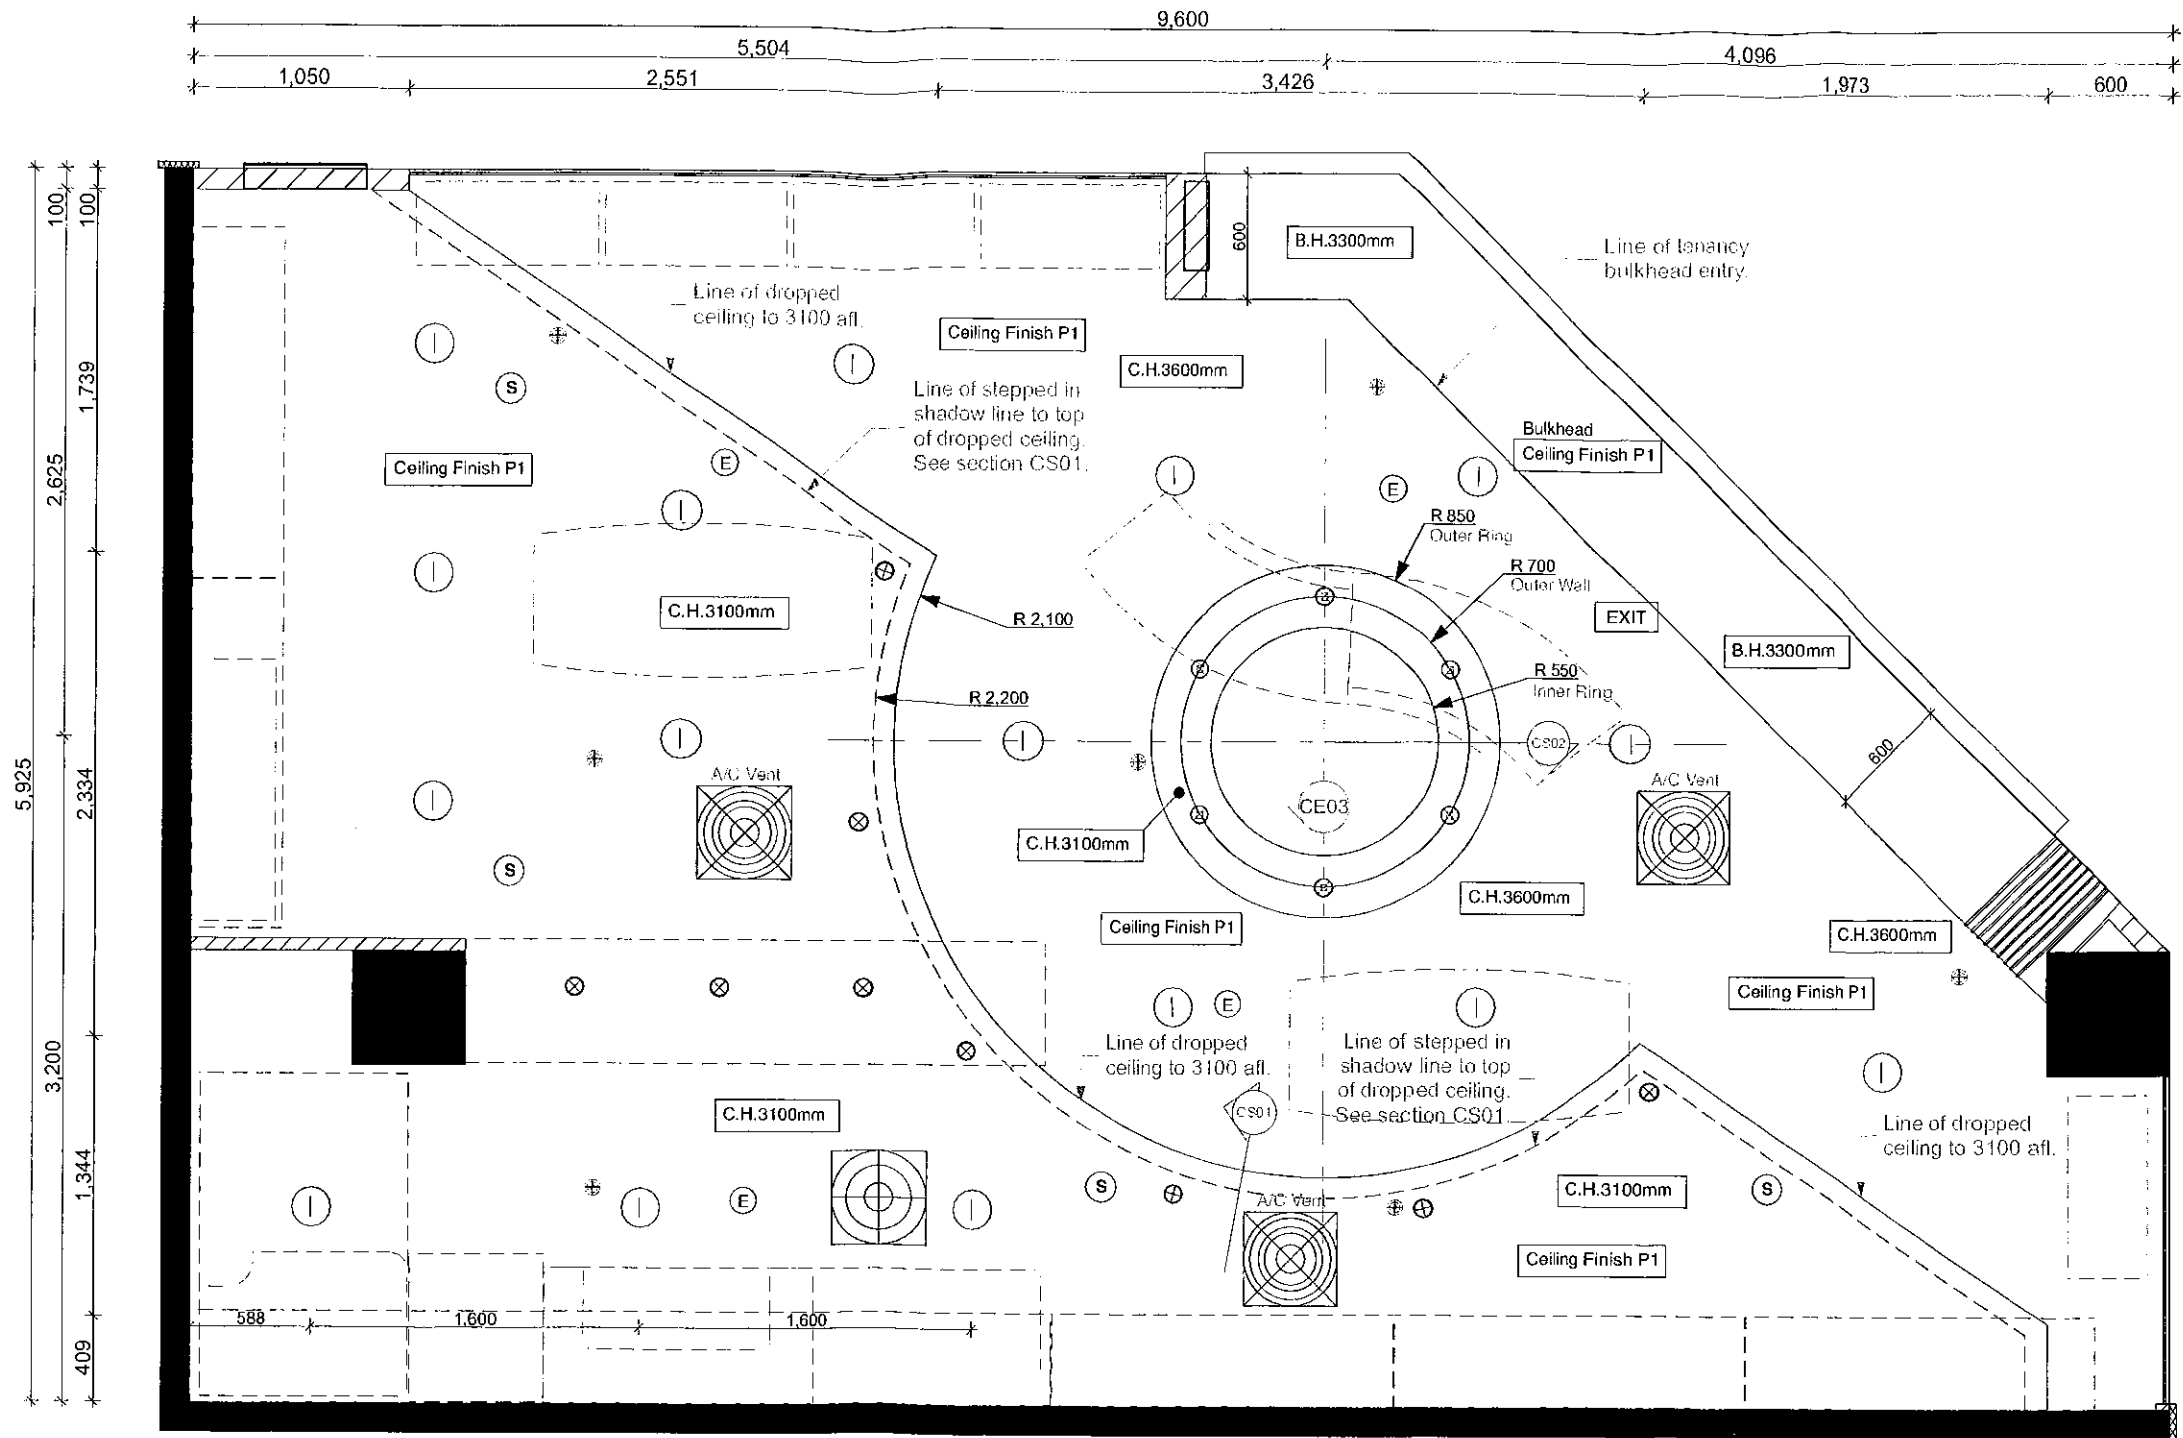 9,600
5,504
4,096
1,050
2,551
3,426
1,973
600
100
100
600
B.H.3300mm
Line of tenancy
bulkhead entry.
Line of dropped
ceiling to 3100 afl.
Ceiling Finish P1
C.H.3600mm
1,739
S
Line of stepped in
shadow line to top
of dropped ceiling.
See section CS01.
Bulkhead
Ceiling Finish P1
Ceiling Finish P1
E
E
2,625
R 850
Outer Ring
R 700
Outer Wall
C.H.3100mm
R 2,100
EXIT
B.H.3300mm
R 550
Inner Ring
R 2,200
CS02
600
5,925
2,334
A/C Vent
A/C Vent
CE03
C.H.3100mm
S
C.H.3600mm
Ceiling Finish P1
C.H.3600mm
Ceiling Finish P1
E
Line of dropped
ceiling to 3100 afl.
Line of stepped in
shadow line to top
of dropped ceiling.
See section CS01.
3,200
C.H.3100mm
CS01
Line of dropped
ceiling to 3100 afl.
1,344
E
S
C.H.3100mm
S
A/C Vent
Ceiling Finish P1
588
1,600
1,600
409